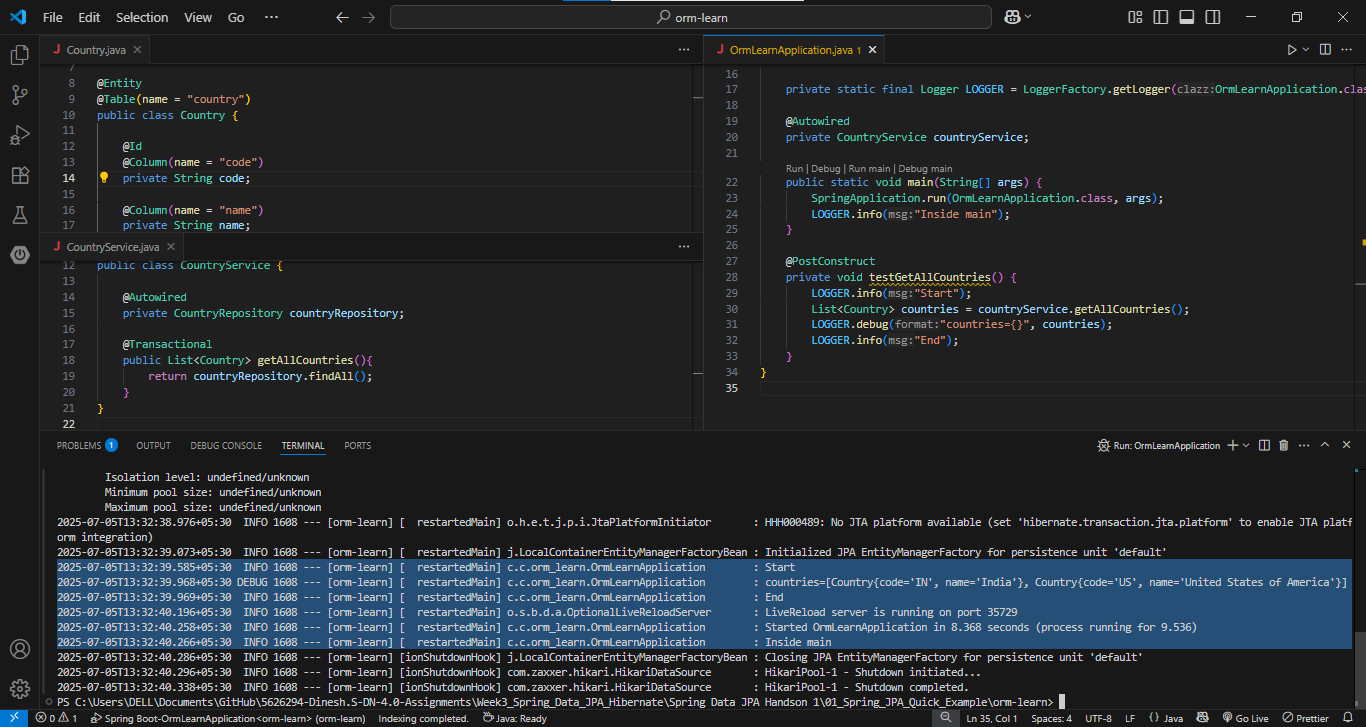 File Edit Selection View Go ··· orm-learn
Country.java
7
8 @Entity
9 @Table(name = "country")
10 public class Country {
11
12 @Id
13 @Column(name = "code")
14 private String code;
15
16 @Column(name = "name")
17 private String name;
CountryService.java
12 public class CountryService {
13
14 @Autowired
15 private CountryRepository countryRepository;
16
17 @Transactional
18 public List<Country> getAllCountries(){
19 return countryRepository.findAll();
20 }
21 }
22
OrmLearnApplication.java 1
16
17 private static final Logger LOGGER = LoggerFactory.getLogger(clazz:OrmLearnApplication.clas
18
19 @Autowired
20 private CountryService countryService;
21
Run | Debug | Run main | Debug main
22 public static void main(String[] args) {
23 SpringApplication.run(OrmLearnApplication.class, args);
24 LOGGER.info(msg:"Inside main");
25 }
26
27 @PostConstruct
28 private void testGetAllCountries() {
29 LOGGER.info(msg:"Start");
30 List<Country> countries = countryService.getAllCountries();
31 LOGGER.debug(format:"countries={}", countries);
32 LOGGER.info(msg:"End");
33 }
34 }
35
PROBLEMS 1 OUTPUT DEBUG CONSOLE TERMINAL PORTS Run: OrmLearnApplication
Isolation level: undefined/unknown
Minimum pool size: undefined/unknown
Maximum pool size: undefined/unknown
2025-07-05T13:32:38.976+05:30 INFO 1608 --- [orm-learn] [ restartedMain] o.h.e.t.j.p.i.JtaPlatformInitiator : HHH000489: No JTA platform available (set 'hibernate.transaction.jta.platform' to enable JTA platf
orm integration)
2025-07-05T13:32:39.073+05:30 INFO 1608 --- [orm-learn] [ restartedMain] j.LocalContainerEntityManagerFactoryBean : Initialized JPA EntityManagerFactory for persistence unit 'default'
2025-07-05T13:32:39.585+05:30 INFO 1608 --- [orm-learn] [ restartedMain] c.c.orm_learn.OrmLearnApplication : Start
2025-07-05T13:32:39.968+05:30 DEBUG 1608 --- [orm-learn] [ restartedMain] c.c.orm_learn.OrmLearnApplication : countries=[Country{code='IN', name='India'}, Country{code='US', name='United States of America'}]
2025-07-05T13:32:39.969+05:30 INFO 1608 --- [orm-learn] [ restartedMain] c.c.orm_learn.OrmLearnApplication : End
2025-07-05T13:32:40.196+05:30 INFO 1608 --- [orm-learn] [ restartedMain] o.s.b.d.a.OptionalLiveReloadServer : LiveReload server is running on port 35729
2025-07-05T13:32:40.258+05:30 INFO 1608 --- [orm-learn] [ restartedMain] c.c.orm_learn.OrmLearnApplication : Started OrmLearnApplication in 8.368 seconds (process running for 9.536)
2025-07-05T13:32:40.266+05:30 INFO 1608 --- [orm-learn] [ restartedMain] c.c.orm_learn.OrmLearnApplication : Inside main
2025-07-05T13:32:40.286+05:30 INFO 1608 --- [orm-learn] [ionShutdownHook] j.LocalContainerEntityManagerFactoryBean : Closing JPA EntityManagerFactory for persistence unit 'default'
2025-07-05T13:32:40.296+05:30 INFO 1608 --- [orm-learn] [ionShutdownHook] com.zaxxer.hikari.HikariDataSource : HikariPool-1 - Shutdown initiated...
2025-07-05T13:32:40.338+05:30 INFO 1608 --- [orm-learn] [ionShutdownHook] com.zaxxer.hikari.HikariDataSource : HikariPool-1 - Shutdown completed.
PS C:\Users\DELL\Documents\GitHub\5626294-Dinesh.S-DN-4.0-Assignments\Week3_Spring_Data_JPA_Hibernate\Spring Data JPA Handson 1\01_Spring_JPA_Quick_Example\orm-learn>
0 1 Spring Boot-OrmLearnApplication<orm-learn> (orm-learn) Indexing completed. Java: Ready Ln 35, Col 1 Spaces: 4 UTF-8 LF {} Java Go Live Prettier